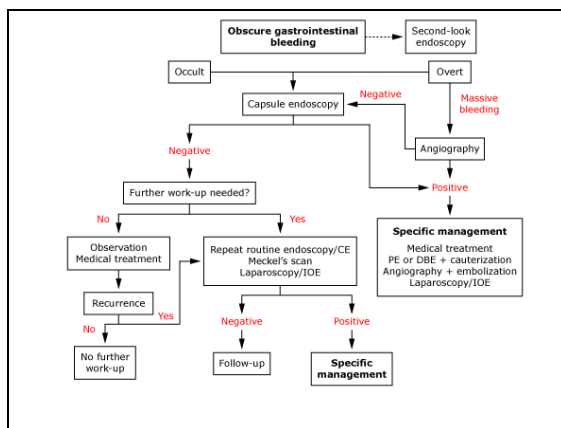 Obscure gastrointestinal
bleeding
Second-look
endoscopy
Occult
Overt
Negative
Massive
bleeding
Capsule endoscopy
Angiography
Negative
Positive
Further work-up needed?
No
Yes
Specific management
Medical treatment
PE or DBE + cauterization
Angiography + embolization
Laparoscopy/IOE
Observation
Medical treatment
Repeat routine endoscopy/CE
Meckel's scan
Laparoscopy/IOE
Recurrence
No
Yes
Negative
Positive
No further
work-up
Follow-up
Specific
management